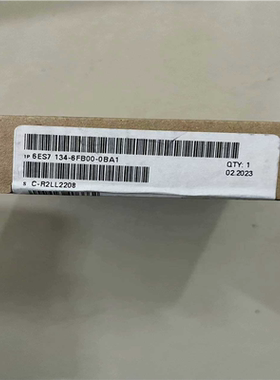 1P 6ES7 134-6FB00-0BA1
QTY: 1
02.2023
S C-R2LL2208